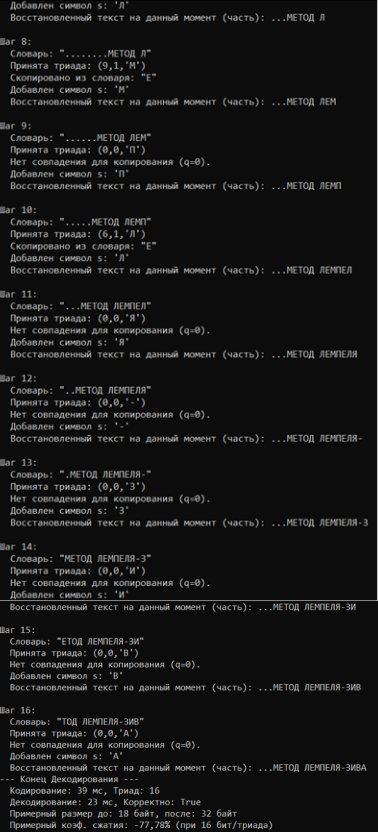 Добавлен символ s: 'Л'
Восстановленный текст на данный момент (часть): ...МЕТОД Л
Шаг 8:
Словарь: "........МЕТОД Л"
Принята триада: (9,1,'М')
Скопировано из словаря: "Е"
Добавлен символ s: 'М'
Восстановленный текст на данный момент (часть): ...МЕТОД ЛЕМ
Шаг 9:
Словарь: "......МЕТОД ЛЕМ"
Принята триада: (0,0,'П')
Нет совпадения для копирования (q=0).
Добавлен символ s: 'П'
Восстановленный текст на данный момент (часть): ...МЕТОД ЛЕМП
Шаг 10:
Словарь: ".....МЕТОД ЛЕМП"
Принята триада: (6,1,'Л')
Скопировано из словаря: "Е"
Добавлен символ s: 'Л'
Восстановленный текст на данный момент (часть): ...МЕТОД ЛЕМПЕЛ
Шаг 11:
Словарь: "...МЕТОД ЛЕМПЕЛ"
Принята триада: (0,0,'Я')
Нет совпадения для копирования (q=0).
Добавлен символ s: 'Я'
Восстановленный текст на данный момент (часть): ...МЕТОД ЛЕМПЕЛЯ
Шаг 12:
Словарь: "..МЕТОД ЛЕМПЕЛЯ"
Принята триада: (0,0,'-')
Нет совпадения для копирования (q=0).
Добавлен символ s: '-'
Восстановленный текст на данный момент (часть): ...МЕТОД ЛЕМПЕЛЯ-
Шаг 13:
Словарь: ".МЕТОД ЛЕМПЕЛЯ-"
Принята триада: (0,0,'З')
Нет совпадения для копирования (q=0).
Добавлен символ s: 'З'
Восстановленный текст на данный момент (часть): ...МЕТОД ЛЕМПЕЛЯ-З
Шаг 14:
Словарь: "МЕТОД ЛЕМПЕЛЯ-З"
Принята триада: (0,0,'И')
Нет совпадения для копирования (q=0).
Добавлен символ s: 'И'
Восстановленный текст на данный момент (часть): ...МЕТОД ЛЕМПЕЛЯ-ЗИ
Шаг 15:
Словарь: "ЕТОД ЛЕМПЕЛЯ-ЗИ"
Принята триада: (0,0,'В')
Нет совпадения для копирования (q=0).
Добавлен символ s: 'В'
Восстановленный текст на данный момент (часть): ...МЕТОД ЛЕМПЕЛЯ-ЗИВ
Шаг 16:
Словарь: "ТОД ЛЕМПЕЛЯ-ЗИВ"
Принята триада: (0,0,'А')
Нет совпадения для копирования (q=0).
Добавлен символ s: 'А'
Восстановленный текст на данный момент (часть): ...МЕТОД ЛЕМПЕЛЯ-ЗИВА
--- Конец Декодирования ---
Кодирование: 39 мс, Триад: 16
Декодирование: 23 мс, Корректно: True
Примерный размер до: 18 байт, после: 32 байт
Примерный коэф. сжатия: -77,78% (при 16 бит/триада)